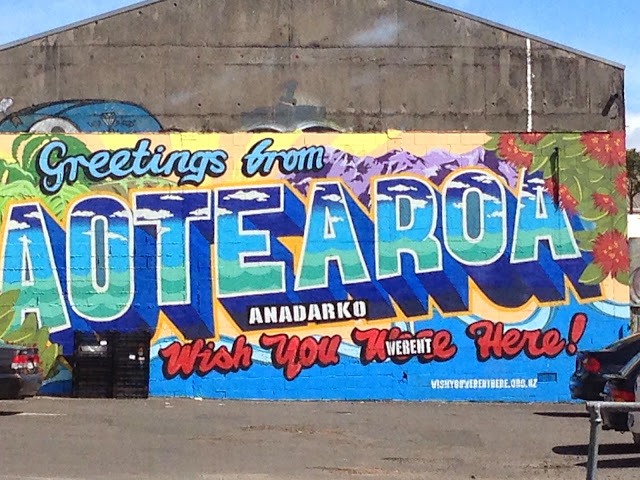 Greetings from
AOTEAROA
ANADARKO
Wish You Were Here!
WERENT
WISHYOUWERENTHERE.ORG.NZ